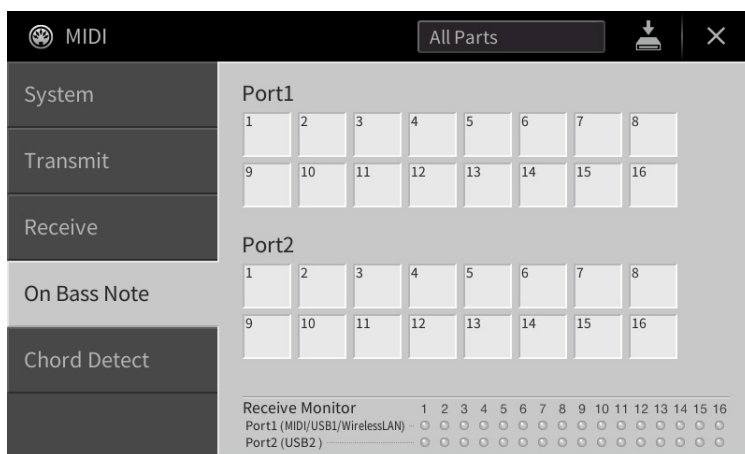 MIDI All Parts
System
Transmit
Receive
On Bass Note
Chord Detect
Port1
1 2 3 4 5 6 7 8
9 10 11 12 13 14 15 16
Port2
1 2 3 4 5 6 7 8
9 10 11 12 13 14 15 16
Receive Monitor 1 2 3 4 5 6 7 8 9 10 11 12 13 14 15 16
Port1 (MIDI/USB1/WirelessLAN)
Port2 (USB2)